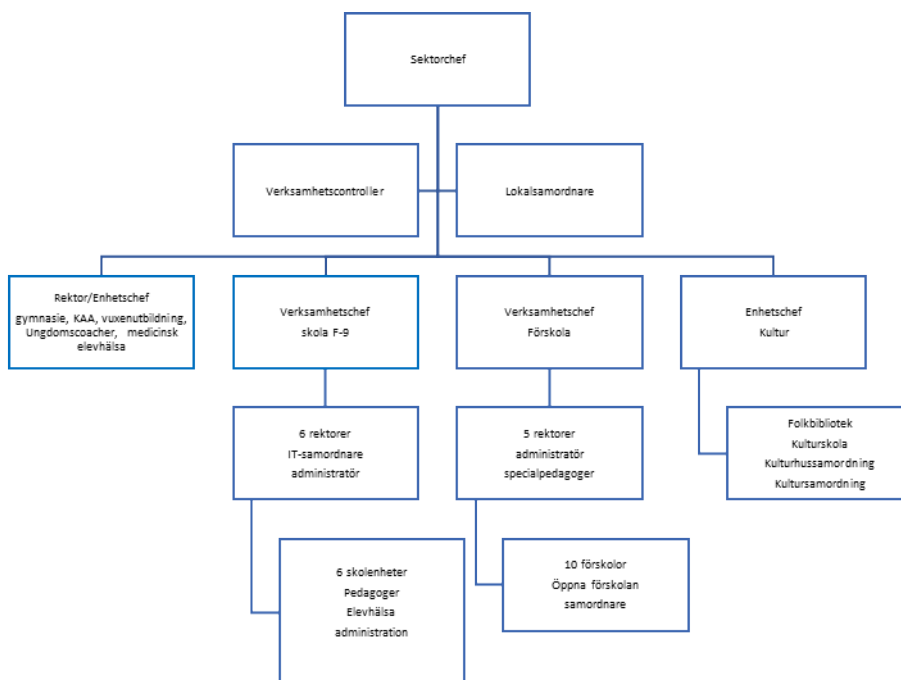 Sektorchef
Verksamhetscontroller
Lokalsamordnare
Rektor/Enhetschef
gymnasie, KAA, vuxenutbildning,
Ungdomscoacher, medicinsk
elevhälsa
Verksamhetschef
skola F-9
Verksamhetschef
Förskola
Enhetschef
Kultur
6 rektorer
IT-samordnare
administratör
5 rektorer
administratör
specialpedagoger
Folkbibliotek
Kulturskola
Kulturhussamordning
Kultursamordning
6 skolenheter
Pedagoger
Elevhälsa
administration
10 förskolor
Öppna förskolan
samordnare